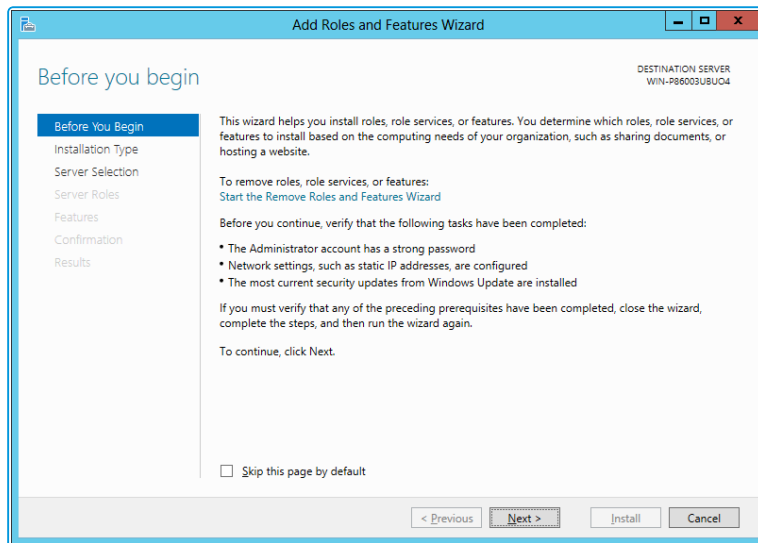 Add Roles and Features Wizard
Before you begin
DESTINATION SERVER
WIN-P86003UBUO4
Before You Begin
Installation Type
Server Selection
Server Roles
Features
Confirmation
Results
This wizard helps you install roles, role services, or features. You determine which roles, role services, or
features to install based on the computing needs of your organization, such as sharing documents, or
hosting a website.
To remove roles, role services, or features:
Start the Remove Roles and Features Wizard
Before you continue, verify that the following tasks have been completed:
• The Administrator account has a strong password
• Network settings, such as static IP addresses, are configured
• The most current security updates from Windows Update are installed
If you must verify that any of the preceding prerequisites have been completed, close the wizard,
complete the steps, and then run the wizard again.
To continue, click Next.
Skip this page by default
< Previous
Next >
Install
Cancel